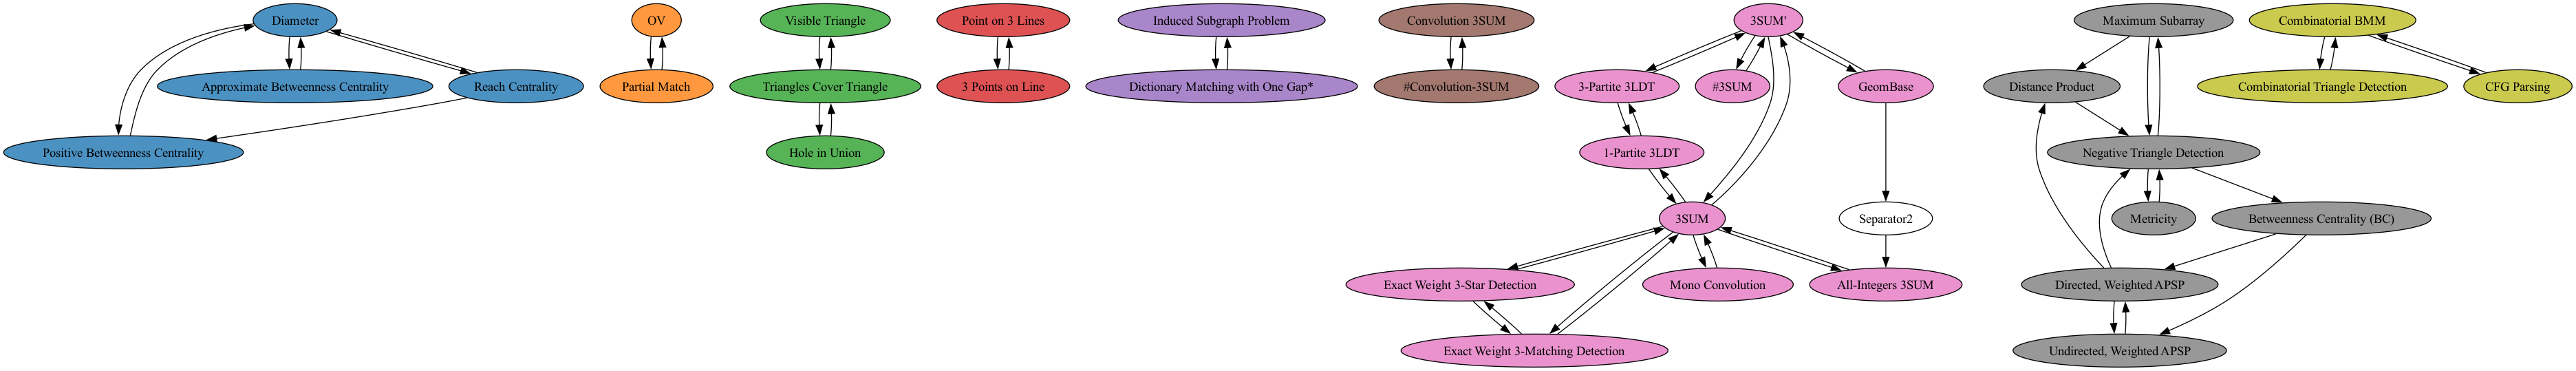 Diameter
OV
Visible Triangle
Point on 3 Lines
Induced Subgraph Problem
Convolution 3SUM
3SUM'
Maximum Subarray
Combinatorial BMM
Approximate Betweenness Centrality
Reach Centrality
Partial Match
Triangles Cover Triangle
3 Points on Line
Dictionary Matching with One Gap*
#Convolution-3SUM
3-Partite 3LDT
#3SUM
GeomBase
Distance Product
Combinatorial Triangle Detection
CFG Parsing
Positive Betweenness Centrality
Hole in Union
1-Partite 3LDT
Negative Triangle Detection
3SUM
Separator2
Metricity
Betweenness Centrality (BC)
Exact Weight 3-Star Detection
Mono Convolution
All-Integers 3SUM
Directed, Weighted APSP
Exact Weight 3-Matching Detection
Undirected, Weighted APSP